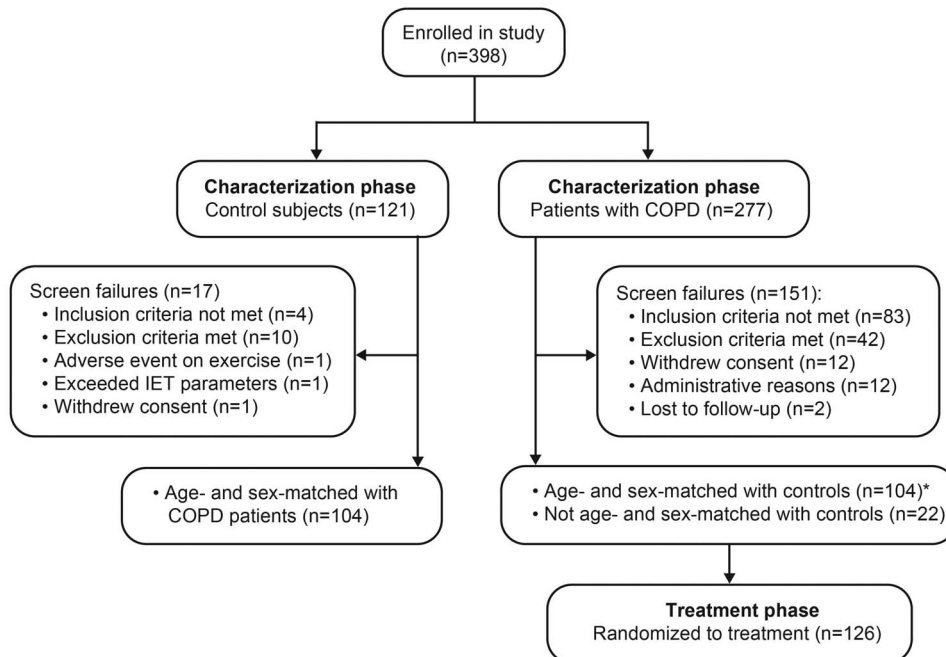 Enrolled in study
(n=398)
Characterization phase
Control subjects (n=121)
Characterization phase
Patients with COPD (n=277)
Screen failures (n=17)
• Inclusion criteria not met (n=4)
• Exclusion criteria met (n=10)
• Adverse event on exercise (n=1)
• Exceeded IET parameters (n=1)
• Withdrew consent (n=1)
Screen failures (n=151):
• Inclusion criteria not met (n=83)
• Exclusion criteria met (n=42)
• Withdrew consent (n=12)
• Administrative reasons (n=12)
• Lost to follow-up (n=2)
• Age- and sex-matched with
COPD patients (n=104)
• Age- and sex-matched with controls (n=104)*
• Not age- and sex-matched with controls (n=22)
Treatment phase
Randomized to treatment (n=126)